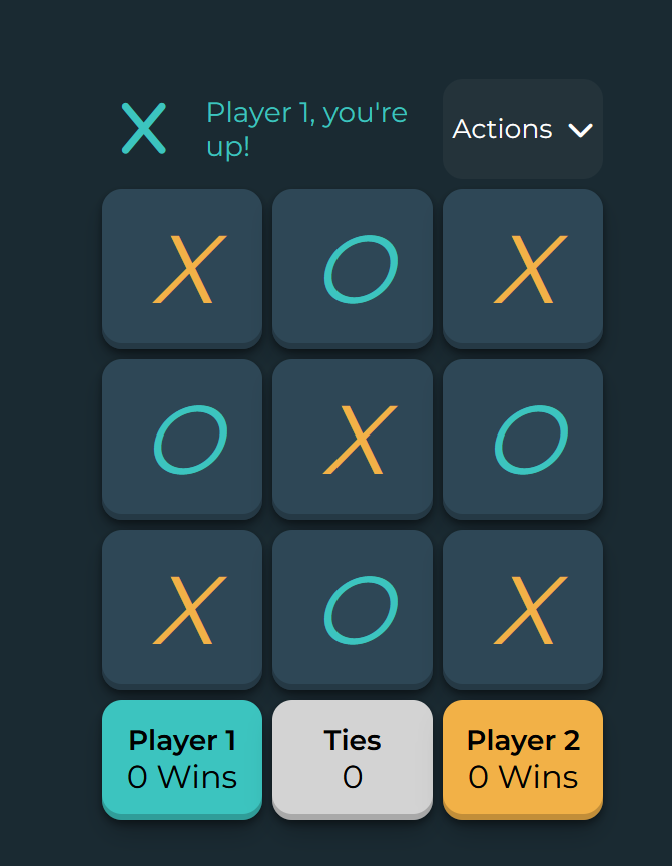 X Player 1, you're
up!
Actions
X O X
O X O
X O X
Player 1 Ties Player 2
0 Wins 0 0 Wins